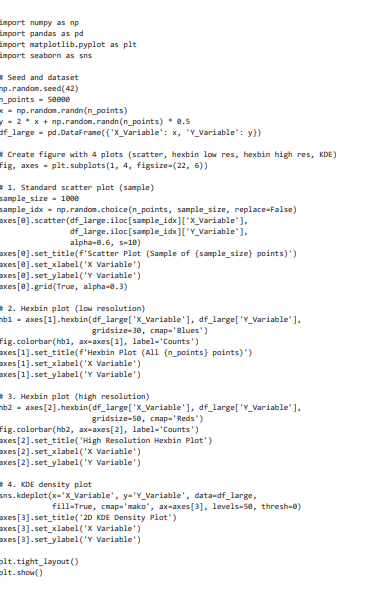 import numpy as np
import pandas as pd
import matplotlib.pyplot as plt
import seaborn as sns

# Seed and dataset
np.random.seed(42)
n_points = 50000
x = np.random.randn(n_points)
y = 2 * x + np.random.randn(n_points) * 0.5
df_large = pd.DataFrame({'X_Variable': x, 'Y_Variable': y})

# Create figure with 4 plots (scatter, hexbin low res, hexbin high res, KDE)
fig, axes = plt.subplots(1, 4, figsize=(22, 6))

# 1. Standard scatter plot (sample)
sample_size = 1000
sample_idx = np.random.choice(n_points, sample_size, replace=False)
axes[0].scatter(df_large.iloc[sample_idx]['X_Variable'],
                df_large.iloc[sample_idx]['Y_Variable'],
                alpha=0.6, s=10)
axes[0].set_title(f'Scatter Plot (Sample of {sample_size} points)')
axes[0].set_xlabel('X Variable')
axes[0].set_ylabel('Y Variable')
axes[0].grid(True, alpha=0.3)

# 2. Hexbin plot (low resolution)
hb1 = axes[1].hexbin(df_large['X_Variable'], df_large['Y_Variable'],
                     gridsize=30, cmap='Blues')
fig.colorbar(hb1, ax=axes[1], label='Counts')
axes[1].set_title(f'Hexbin Plot (All {n_points} points)')
axes[1].set_xlabel('X Variable')
axes[1].set_ylabel('Y Variable')

# 3. Hexbin plot (high resolution)
hb2 = axes[2].hexbin(df_large['X_Variable'], df_large['Y_Variable'],
                     gridsize=50, cmap='Reds')
fig.colorbar(hb2, ax=axes[2], label='Counts')
axes[2].set_title('High Resolution Hexbin Plot')
axes[2].set_xlabel('X Variable')
axes[2].set_ylabel('Y Variable')

# 4. KDE density plot
sns.kdeplot(x='X_Variable', y='Y_Variable', data=df_large,
            fill=True, cmap='mako', ax=axes[3], levels=50, thresh=0)
axes[3].set_title('2D KDE Density Plot')
axes[3].set_xlabel('X Variable')
axes[3].set_ylabel('Y Variable')

plt.tight_layout()
plt.show()